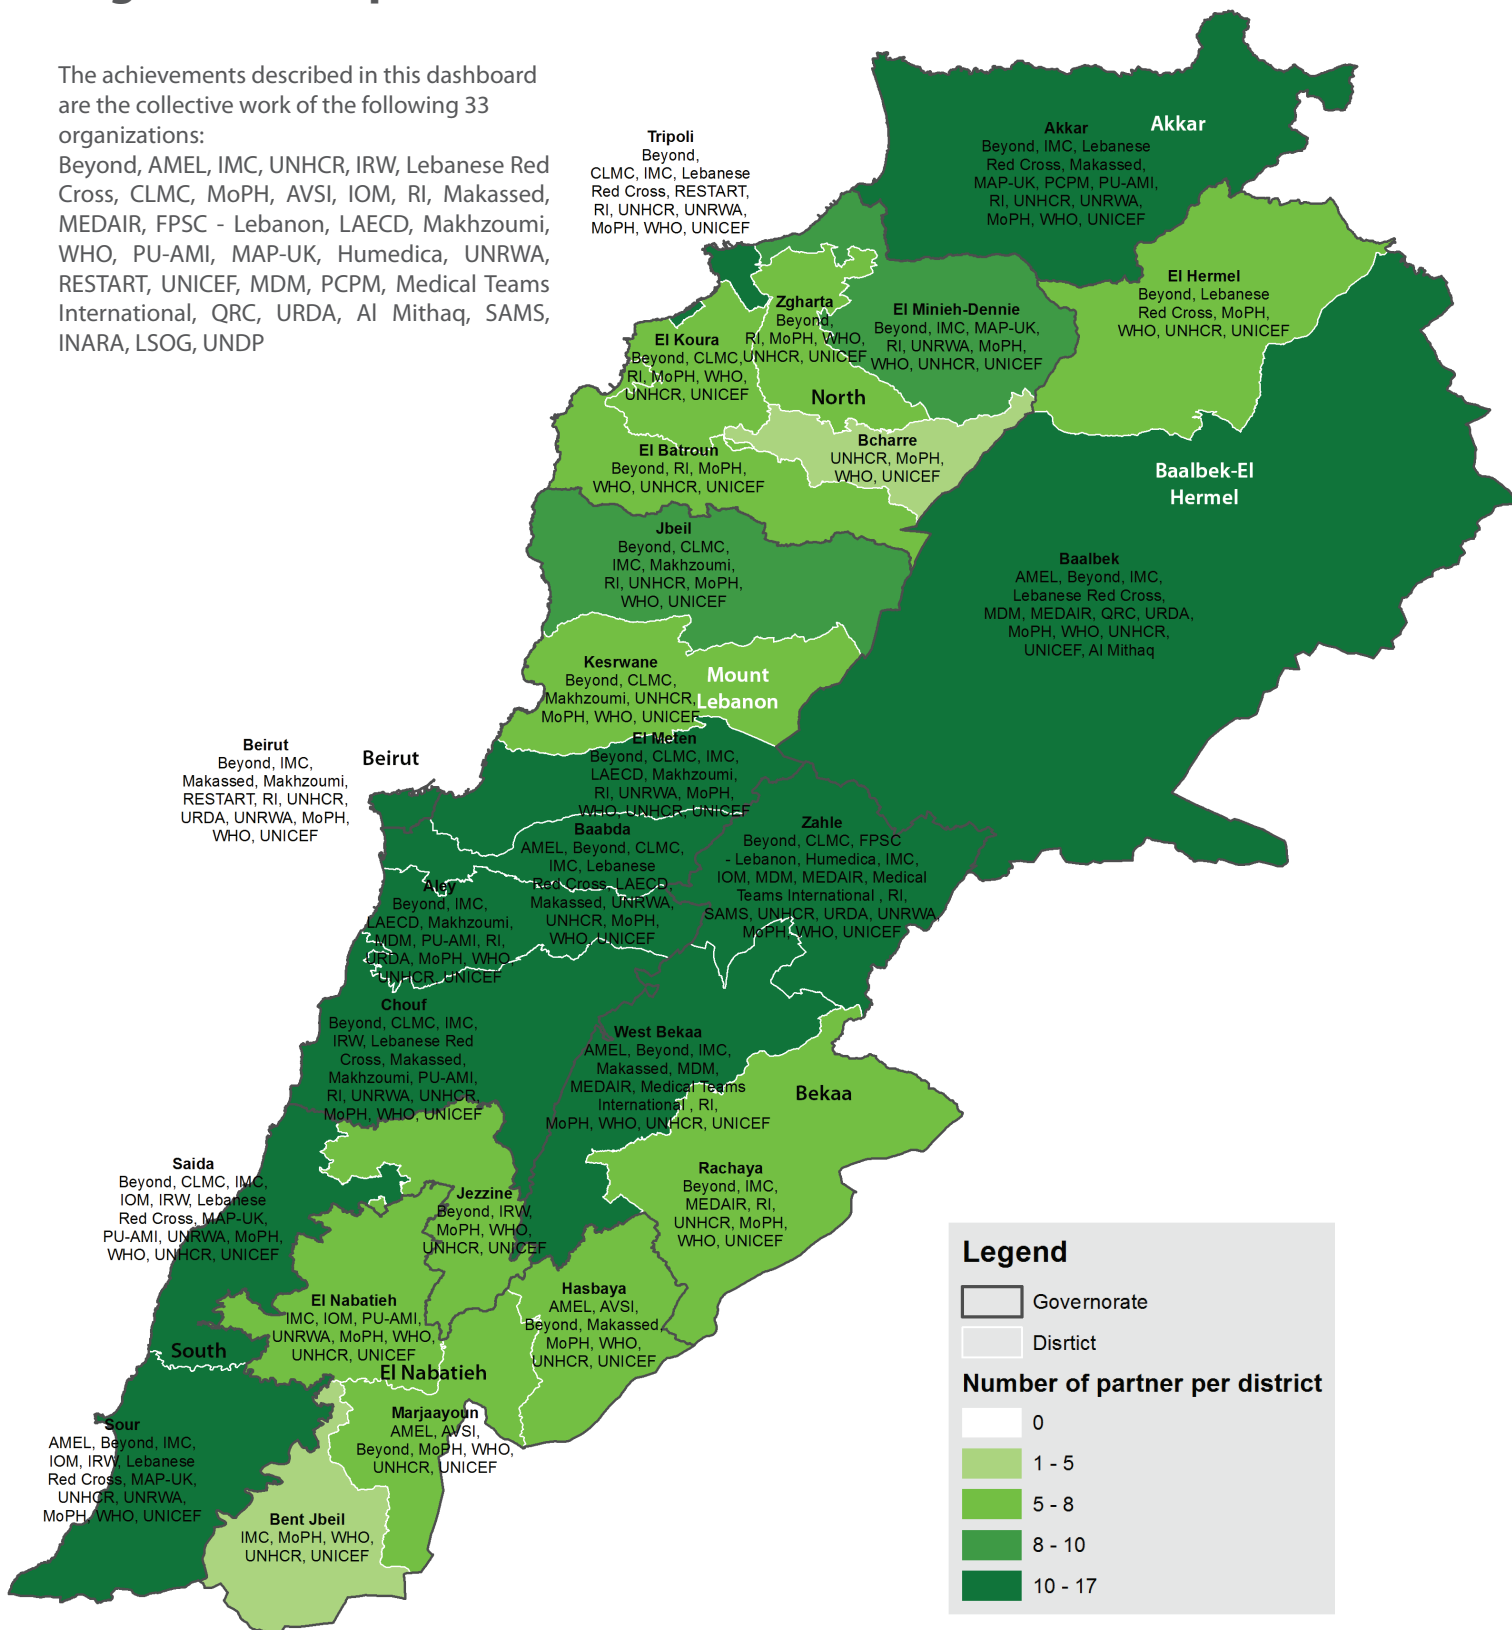 The achievements described in this dashboard
are the collective work of the following 33
organizations:
Beyond, AMEL, IMC, UNHCR, IRW, Lebanese Red
Cross, CLMC, MoPH, AVSI, IOM, RI, Makassed,
MEDAIR, FPSC - Lebanon, LAECD, Makhzoumi,
WHO, PU-AMI, MAP-UK, Humedica, UNRWA,
RESTART, UNICEF, MDM, PCPM, Medical Teams
International, QRC, URDA, Al Mithaq, SAMS,
INARA, LSOG, UNDP
Akkar
Akkar
Beyond, IMC, Lebanese
Red Cross, Makassed,
MAP-UK, PCPM, PU-AMI,
RI, UNHCR, UNRWA,
MoPH, WHO, UNICEF
Tripoli
Beyond,
CLMC, IMC, Lebanese
Red Cross, RESTART,
RI, UNHCR, UNRWA,
MoPH, WHO, UNICEF
El Hermel
Beyond, Lebanese
Red Cross, MoPH,
WHO, UNHCR, UNICEF
Zgharta
Beyond,
RI, MoPH, WHO,
UNHCR, UNICEF
El Minieh-Dennie
Beyond, IMC, MAP-UK,
RI, UNRWA, MoPH,
WHO, UNHCR, UNICEF
El Koura
Beyond, CLMC,
RI, MoPH, WHO,
UNHCR, UNICEF
North
Bcharre
UNHCR, MoPH,
WHO, UNICEF
El Batroun
Beyond, RI, MoPH,
WHO, UNHCR, UNICEF
Baalbek-El
Hermel
Jbeil
Beyond, CLMC,
IMC, Makhzoumi,
RI, UNHCR, MoPH,
WHO, UNICEF
Baalbek
AMEL, Beyond, IMC,
Lebanese Red Cross,
MDM, MEDAIR, QRC, URDA,
MoPH, WHO, UNHCR,
UNICEF, Al Mithaq
Kesrwane
Beyond, CLMC,
Makhzoumi, UNHCR,
MoPH, WHO, UNICEF
Mount
Lebanon
El Meten
Beyond, CLMC, IMC,
LAECD, Makhzoumi,
RI, UNRWA, MoPH,
WHO, UNHCR, UNICEF
Beirut
Beyond, IMC,
Makassed, Makhzoumi,
RESTART, RI, UNHCR,
URDA, UNRWA, MoPH,
WHO, UNICEF
Beirut
Baabda
AMEL, Beyond, CLMC,
IMC, Lebanese
Red Cross, LAECD,
Makassed, UNRWA,
UNHCR, MoPH,
WHO, UNICEF
Zahle
Beyond, CLMC, FPSC
- Lebanon, Humedica, IMC,
IOM, MDM, MEDAIR, Medical
Teams International , RI,
SAMS, UNHCR, URDA, UNRWA,
MoPH, WHO, UNICEF
Aley
Beyond, IMC,
LAECD, Makhzoumi,
MDM, PU-AMI, RI,
URDA, MoPH, WHO,
UNHCR, UNICEF
Chouf
Beyond, CLMC, IMC,
IRW, Lebanese Red
Cross, Makassed,
Makhzoumi, PU-AMI,
RI, UNRWA, UNHCR,
MoPH, WHO, UNICEF
West Bekaa
AMEL, Beyond, IMC,
Makassed, MDM,
MEDAIR, Medical Teams
International , RI,
MoPH, WHO, UNHCR, UNICEF
Bekaa
Saida
Beyond, CLMC, IMC,
IOM, IRW, Lebanese
Red Cross, MAP-UK,
PU-AMI, UNRWA, MoPH,
WHO, UNHCR, UNICEF
Rachaya
Beyond, IMC,
MEDAIR, RI,
UNHCR, MoPH,
WHO, UNICEF
Jezzine
Beyond, IRW,
MoPH, WHO,
UNHCR, UNICEF
El Nabatieh
IMC, IOM, PU-AMI,
UNRWA, MoPH, WHO,
UNHCR, UNICEF
Hasbaya
AMEL, AVSI,
Beyond, Makassed,
MoPH, WHO,
UNHCR, UNICEF
South
El Nabatieh
Marjaayoun
AMEL, AVSI,
Beyond, MoPH, WHO,
UNHCR, UNICEF
Sour
AMEL, Beyond, IMC,
IOM, IRW, Lebanese
Red Cross, MAP-UK,
UNHCR, UNRWA,
MoPH, WHO, UNICEF
Bent Jbeil
IMC, MoPH, WHO,
UNHCR, UNICEF
Legend
Governorate
Disrtict
Number of partner per district
0
1 - 5
5 - 8
8 - 10
10 - 17